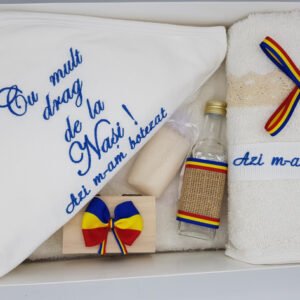 Cu mult
drag
de la
Nași !
Azi m-am botezat
Azi m-a